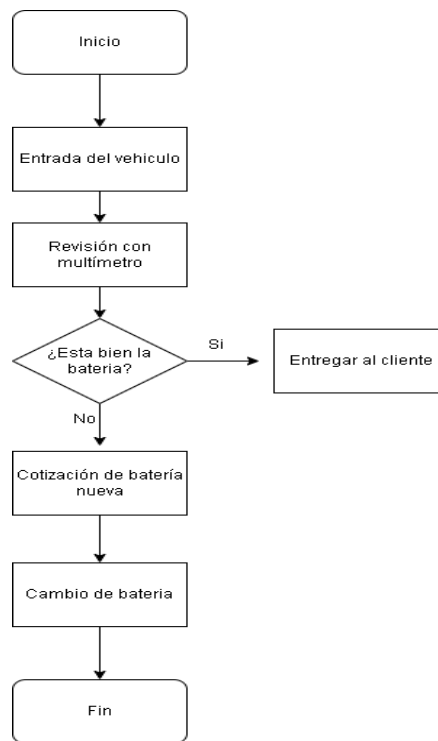 Inicio
Entrada del vehiculo
Revisión con
multímetro
¿Esta bien la
bateria?
Si
Entregar al cliente
No
Cotización de batería
nueva
Cambio de bateria
Fin